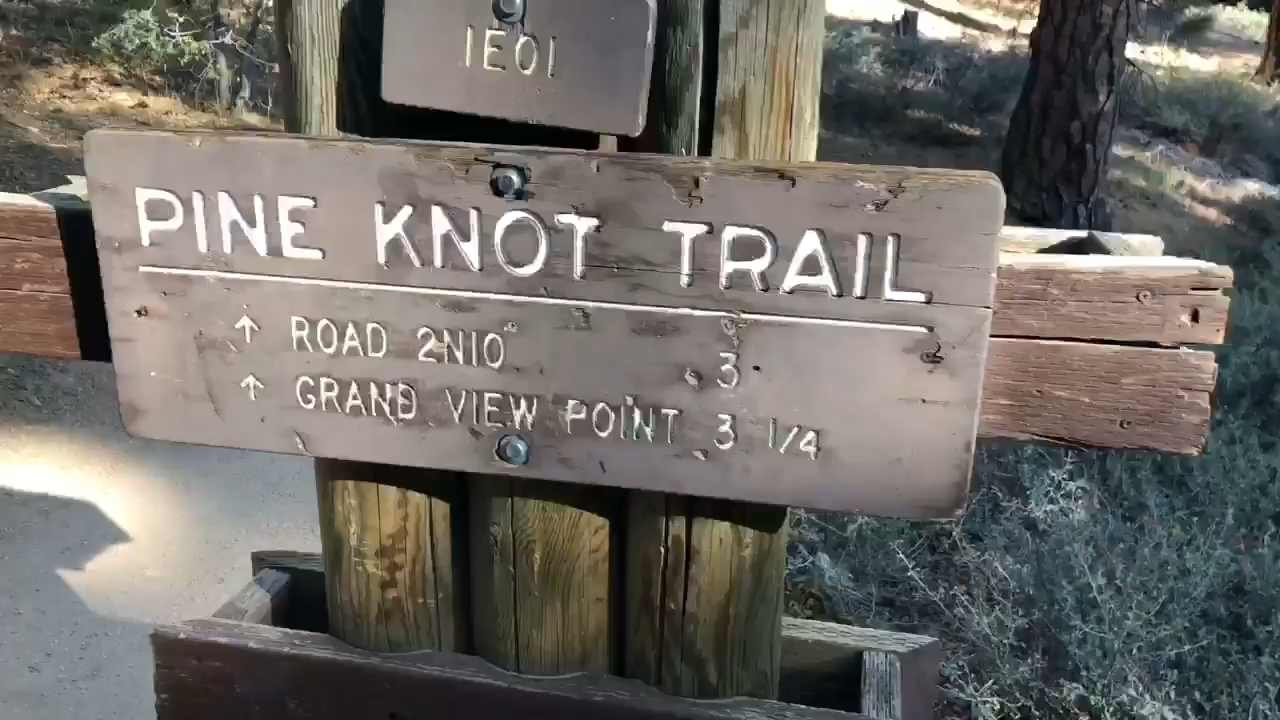 1E01
PINE KNOT TRAIL
↑ ROAD 2N10 3
↑ GRAND VIEW POINT 3 1/4